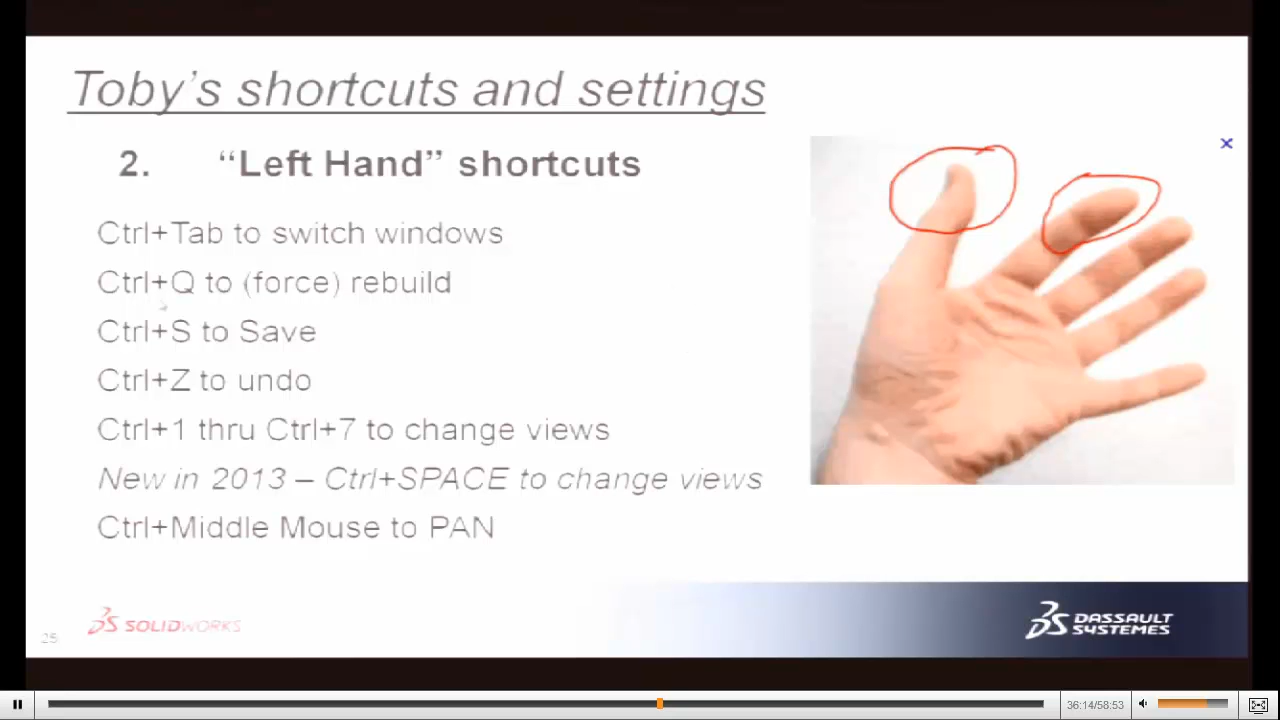 Toby's shortcuts and settings
2. “Left Hand” shortcuts
Ctrl+Tab to switch windows
Ctrl+Q to (force) rebuild
Ctrl+S to Save
Ctrl+Z to undo
Ctrl+1 thru Ctrl+7 to change views
New in 2013 – Ctrl+SPACE to change views
Ctrl+Middle Mouse to PAN
25
SOLIDWORKS
DASSAULT
SYSTEMES
36:14/58:53